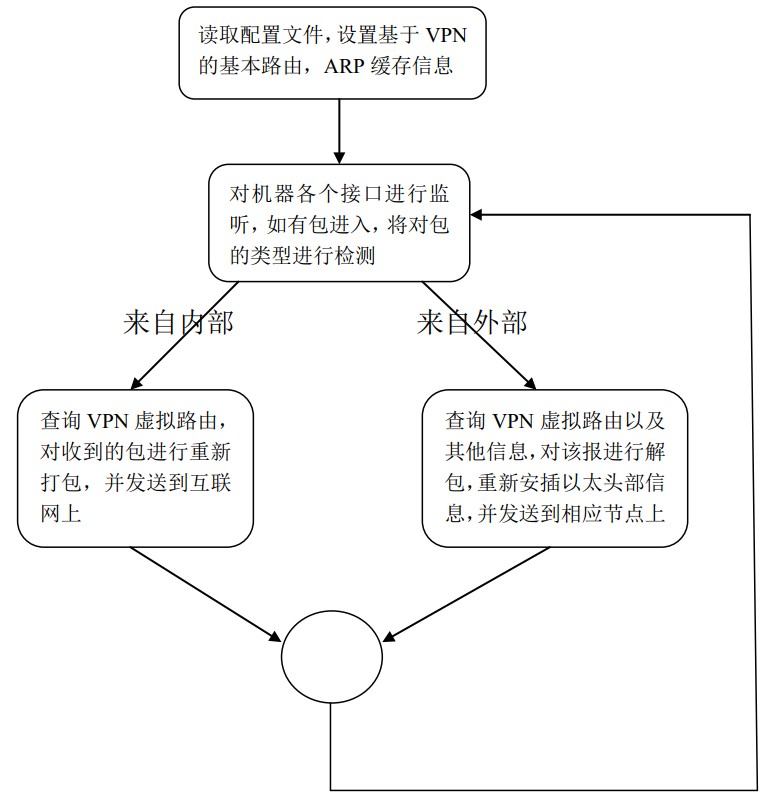 读取配置文件，设置基于 VPN
的基本路由，ARP 缓存信息
对机器各个接口进行监
听，如有包进入，将对包
的类型进行检测
来自内部
来自外部
查询 VPN 虚拟路由，
对收到的包进行重新
打包，并发送到互联
网上
查询 VPN 虚拟路由以及
其他信息，对该报进行解
包，重新安插以太头部信
息，并发送到相应节点上